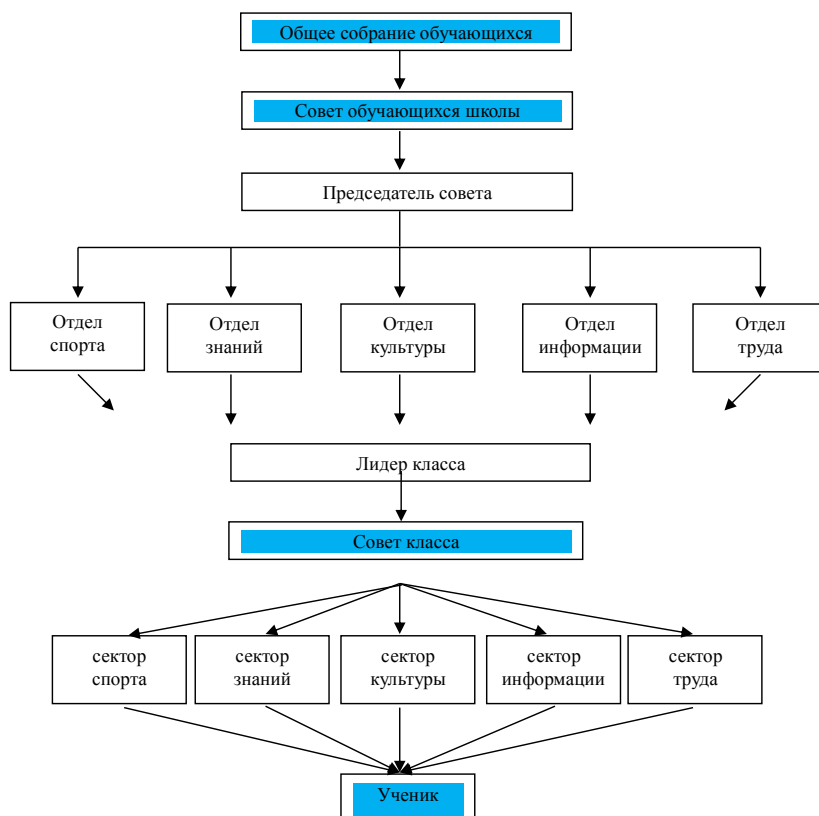 Общее собрание обучающихся
Совет обучающихся школы
Председатель совета
Отдел
спорта
Отдел
знаний
Отдел
культуры
Отдел
информации
Отдел
труда
Лидер класса
Совет класса
сектор
спорта
сектор
знаний
сектор
культуры
сектор
информации
сектор
труда
Ученик